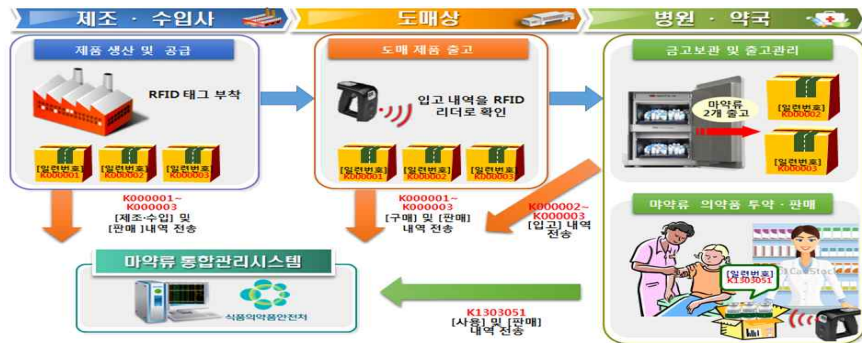 제조 · 수입사
도매상
병원 · 약국
제품 생산 및 공급
RFID 태그 부착
[일련번호]
K000001
[일련번호]
K000002
[일련번호]
K000003
도매 제품 출고
입고 내역을 RFID
리더로 확인
[일련번호]
K000001
[일련번호]
K000002
[일련번호]
K000003
금고보관 및 출고관리
마약류
2개 출고
[일련번호]
K000002
[일련번호]
K000003
K000001~
K000003
[제조·수입] 및
[판매 ]내역 전송
K000001~
K000003
[구매] 및 [판매]
내역 전송
K000002~
K000003
[입고] 내역
전송
마약류 의약품 투약·판매
[일련번호]
K1303051
마약류 통합관리시스템
식품의약품안전처
K1303051
[사용] 및 [판매]
내역 전송